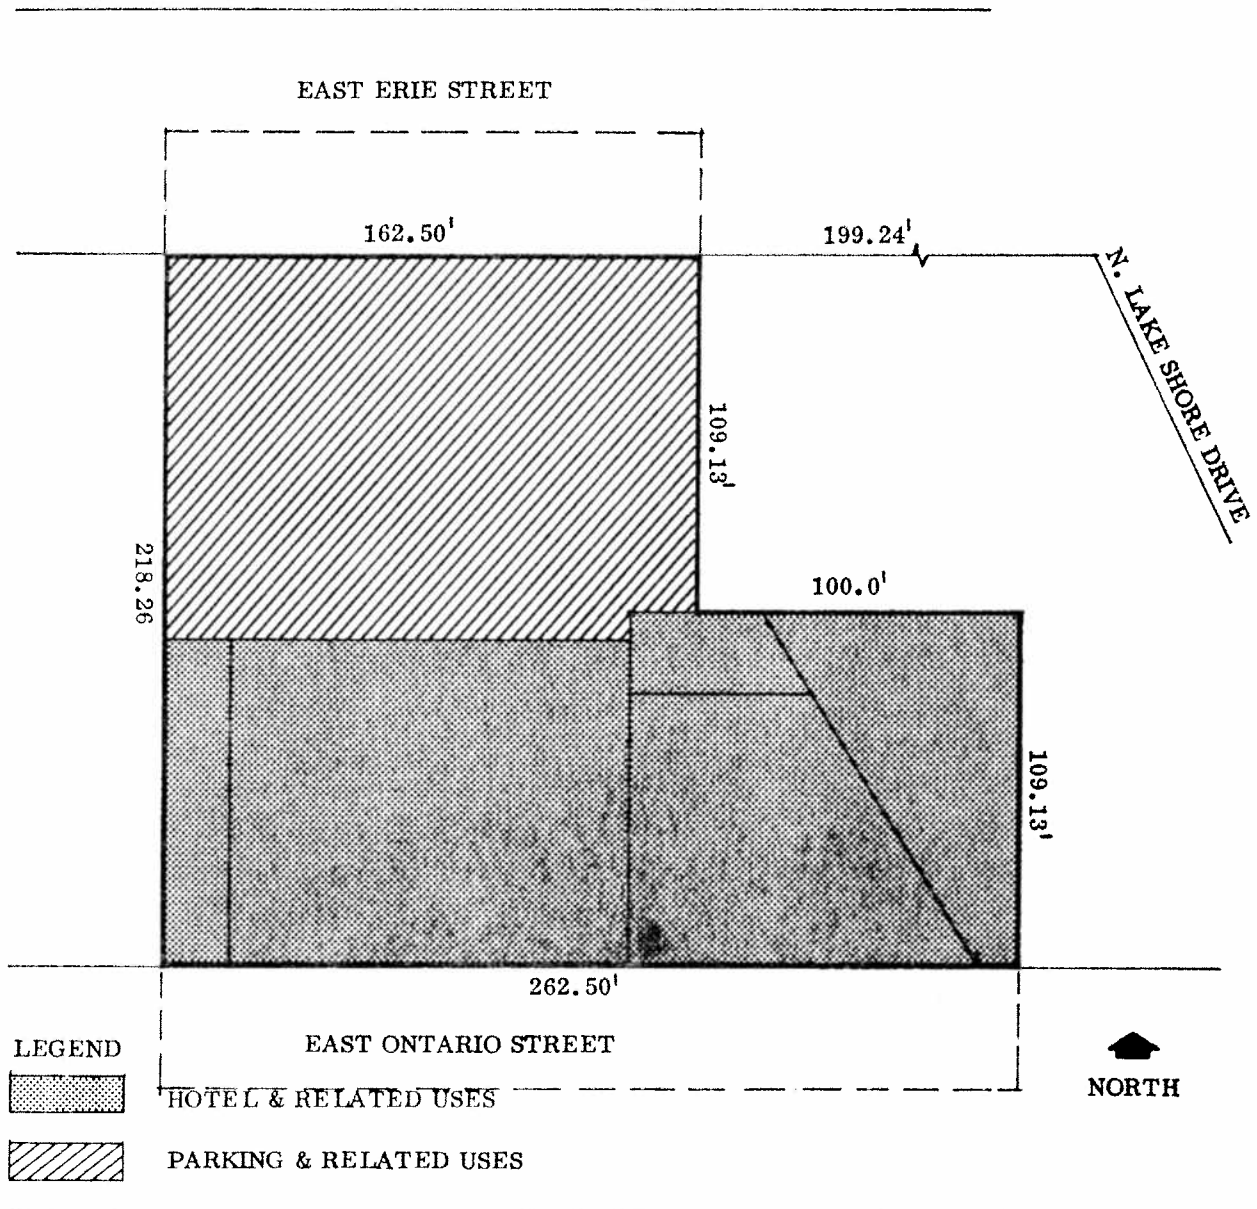 EAST ERIE STREET
162.50'
199.24'
N. LAKE SHORE DRIVE
109.13'
218.26
100.0'
109.13'
262.50'
EAST ONTARIO STREET
LEGEND
HOTEL & RELATED USES
PARKING & RELATED USES
NORTH